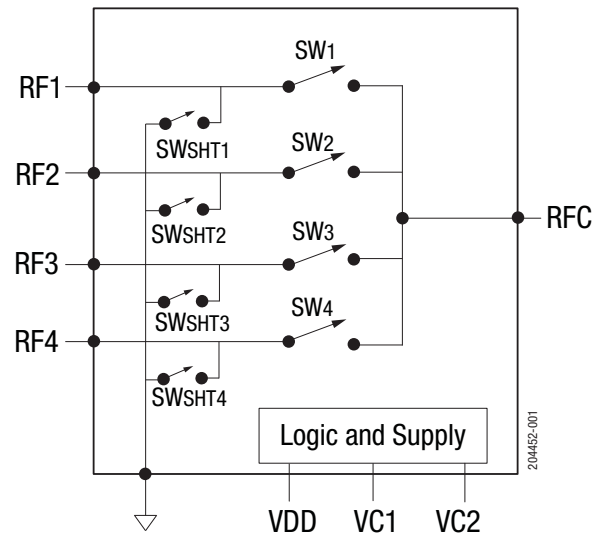 SW1
RF1
SWSHT1
SW2
RF2
SWSHT2
RFC
SW3
RF3
SWSHT3
SW4
RF4
SWSHT4
Logic and Supply
204452-001
VDD VC1 VC2